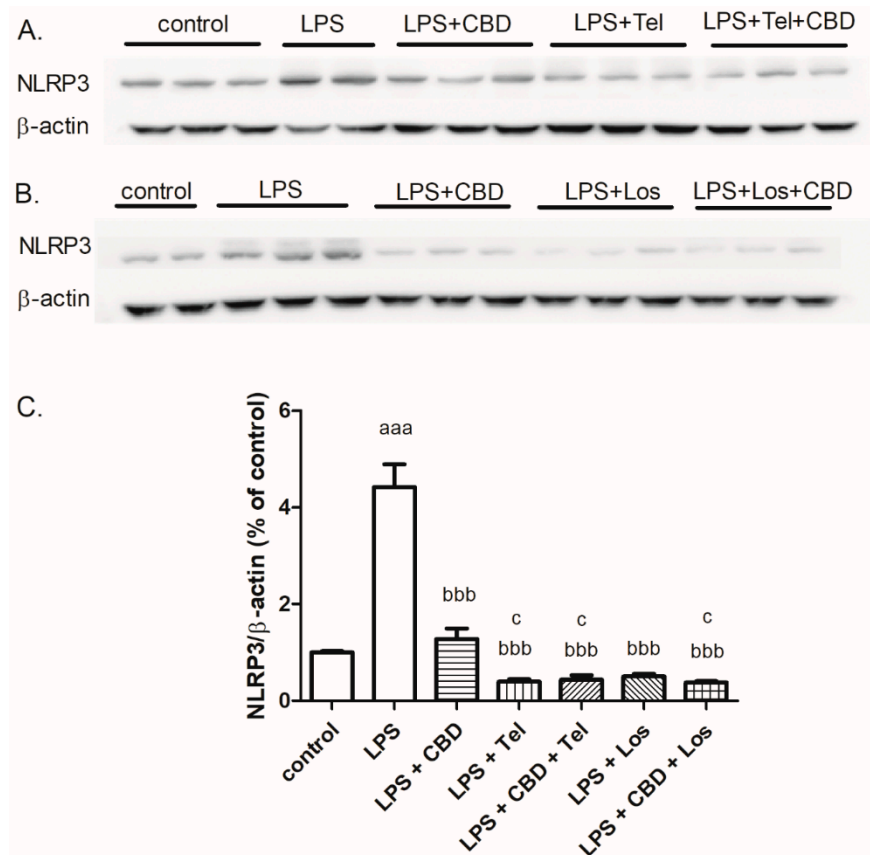 A.
control LPS LPS+CBD LPS+Tel LPS+Tel+CBD
NLRP3
β-actin
B.
control LPS LPS+CBD LPS+Los LPS+Los+CBD
NLRP3
β-actin
C.
NLRP3/β-actin (% of control)
6
4
2
0
aaa
bbb
c
bbb
c
bbb
bbb
c
bbb
control
LPS
LPS + CBD
LPS + Tel
LPS + CBD + Tel
LPS + Los
LPS + CBD + Los